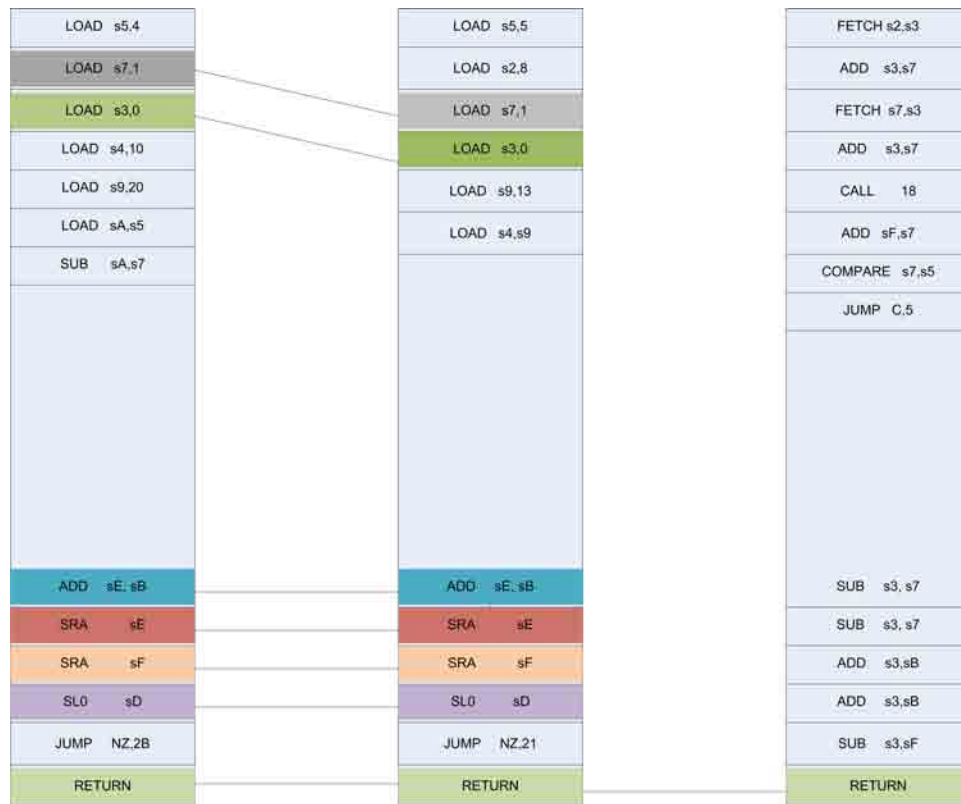 LOAD s5,4
LOAD s7,1
LOAD s3,0
LOAD s4,10
LOAD s9,20
LOAD sA,s5
SUB sA,s7
ADD sE, sB
SRA sE
SRA sF
SL0 sD
JUMP NZ,2B
RETURN
LOAD s5,5
LOAD s2,8
LOAD s7,1
LOAD s3,0
LOAD s9,13
LOAD s4,s9
ADD sE, sB
SRA sE
SRA sF
SL0 sD
JUMP NZ,21
RETURN
FETCH s2,s3
ADD s3,s7
FETCH s7,s3
ADD s3,s7
CALL 18
ADD sF,s7
COMPARE s7,s5
JUMP C,5
SUB s3, s7
SUB s3, s7
ADD s3,sB
ADD s3,sB
SUB s3,sF
RETURN